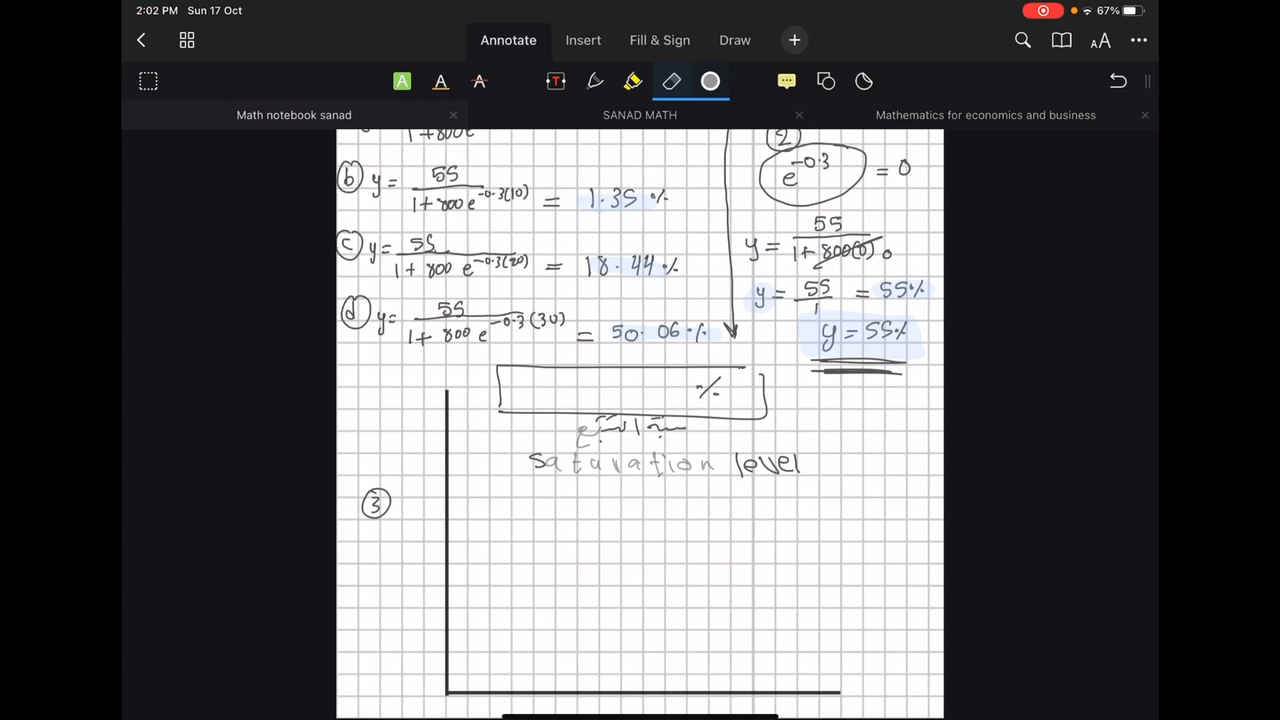 2:02 PM Sun 17 Oct
67%
Annotate Insert Fill & Sign Draw
Math notebook sanad
SANAD MATH
Mathematics for economics and business
1+800e
(b) y = 55 / 1+800e^-0.3(10) = 1.35 %
(c) y = 55 / 1+800 e^-0.3(20) = 18.44 %
(d) y = 55 / 1+800 e^-0.3(30) = 50.06 %
(2)
e^-0.3 = 0
y = 55 / 1+800(0) 0
y = 55 / 1 = 55%
y = 55%
%
saturation level
(3)